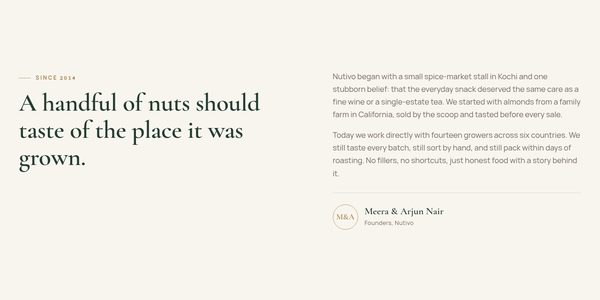 SINCE 2014
A handful of nuts should
taste of the place it was
grown.
Nutivo began with a small spice-market stall in Kochi and one
stubborn belief: that the everyday snack deserved the same care as a
fine wine or a single-estate tea. We started with almonds from a family
farm in California, sold by the scoop and tasted before every sale.
Today we work directly with fourteen growers across six countries. We
still taste every batch, still sort by hand, and still pack within days of
roasting. No fillers, no shortcuts, just honest food with a story behind
it.
M&A
Meera & Arjun Nair
Founders, Nutivo